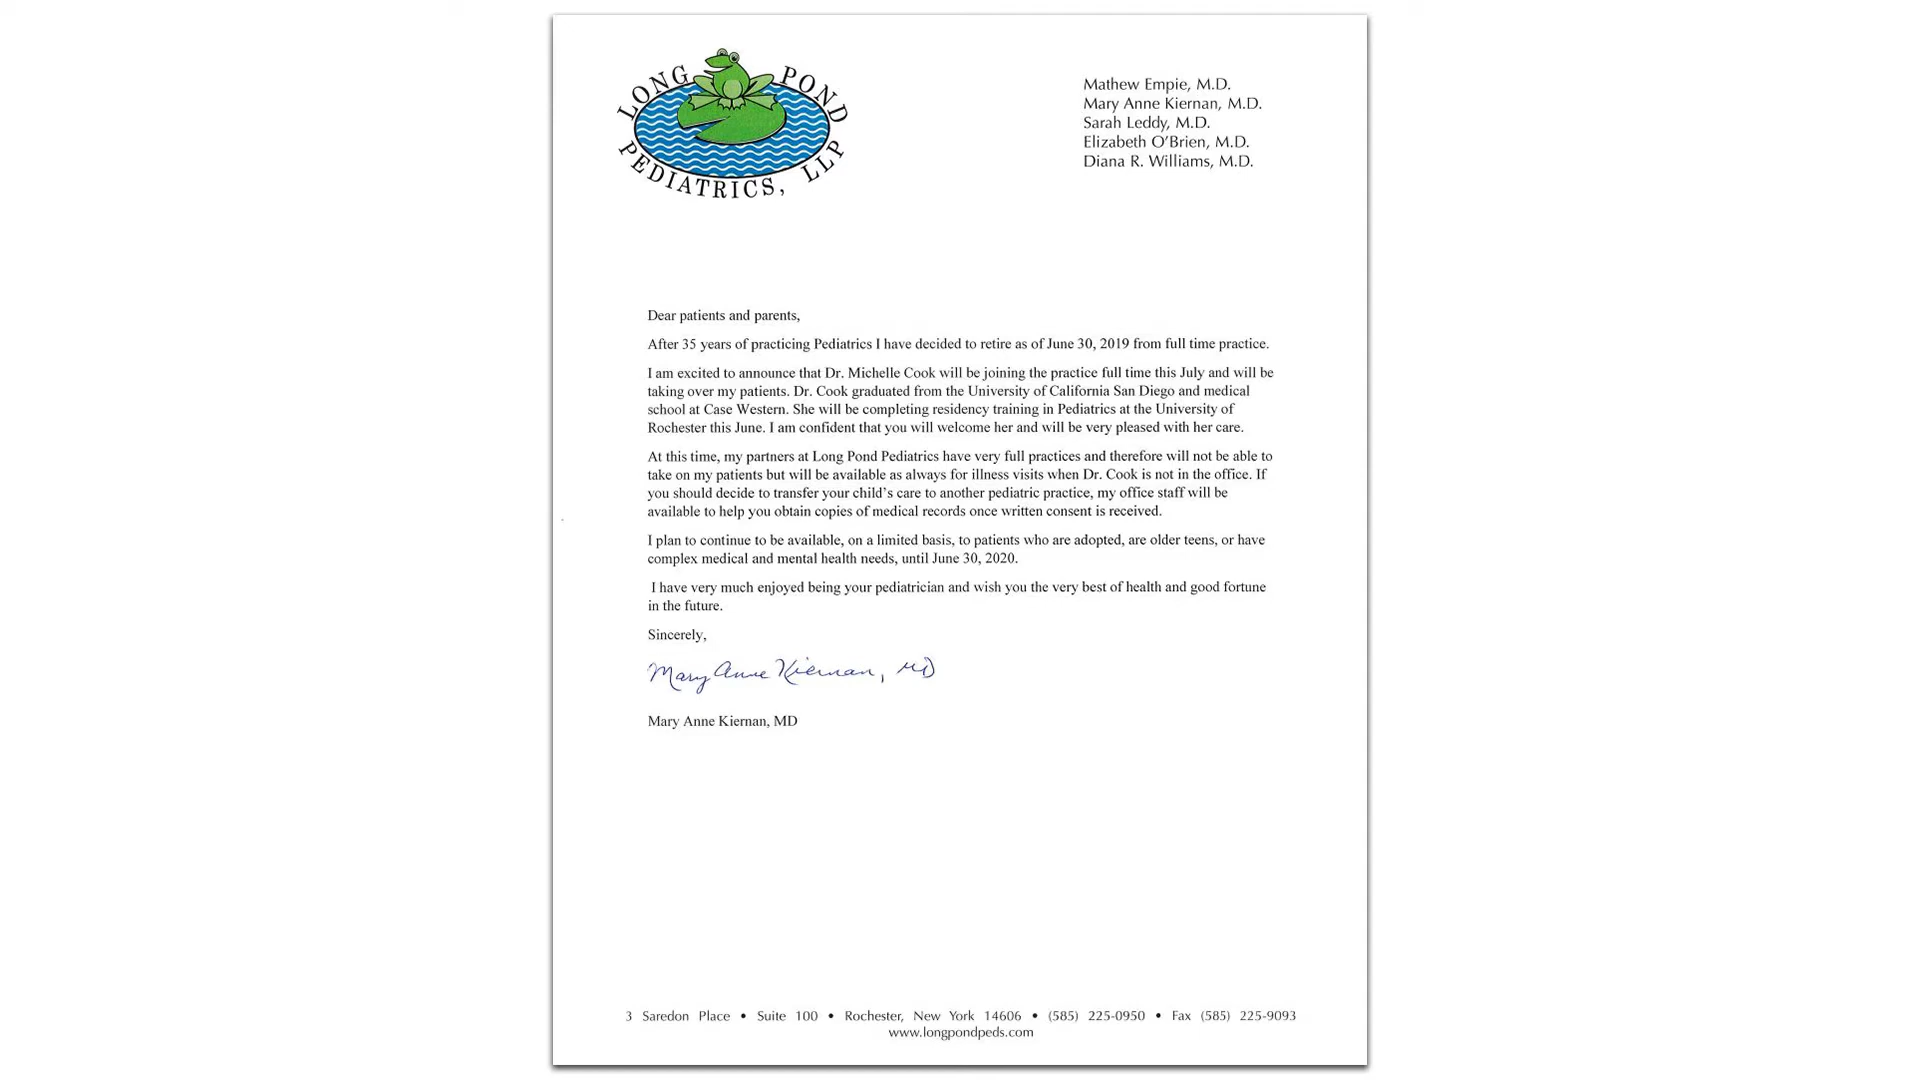 LONG POND
PEDIATRICS, LLP
Mathew Empie, M.D.
Mary Anne Kiernan, M.D.
Sarah Leddy, M.D.
Elizabeth O’Brien, M.D.
Diana R. Williams, M.D.
Dear patients and parents,
After 35 years of practicing Pediatrics I have decided to retire as of June 30, 2019 from full time practice.
I am excited to announce that Dr. Michelle Cook will be joining the practice full time this July and will be
taking over my patients. Dr. Cook graduated from the University of California San Diego and medical
school at Case Western. She will be completing residency training in Pediatrics at the University of
Rochester this June. I am confident that you will welcome her and will be very pleased with her care.
At this time, my partners at Long Pond Pediatrics have very full practices and therefore will not be able to
take on my patients but will be available as always for illness visits when Dr. Cook is not in the office. If
you should decide to transfer your child’s care to another pediatric practice, my office staff will be
available to help you obtain copies of medical records once written consent is received.
I plan to continue to be available, on a limited basis, to patients who are adopted, are older teens, or have
complex medical and mental health needs, until June 30, 2020.
I have very much enjoyed being your pediatrician and wish you the very best of health and good fortune
in the future.
Sincerely,
Mary Anne Kiernan, MD
Mary Anne Kiernan, MD
3 Saredon Place • Suite 100 • Rochester, New York 14606 • (585) 225-0950 • Fax (585) 225-9093
www.longpondpeds.com